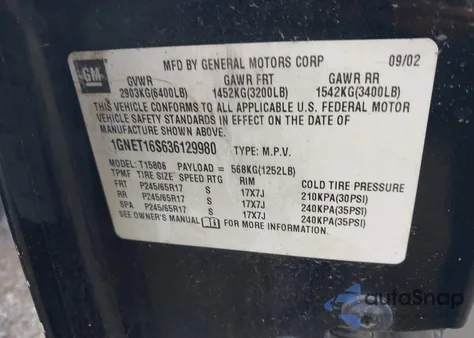 GM
MFD BY GENERAL MOTORS CORP 09/02
GVWR GAWR FRT GAWR RR
2903KG(6400LB) 1452KG(3200LB) 1542KG(3400LB)
THIS VEHICLE CONFORMS TO ALL APPLICABLE U.S. FEDERAL MOTOR
VEHICLE SAFETY STANDARDS IN EFFECT ON THE DATE OF
MANUFACTURE SHOWN ABOVE.
1GNET16S636129980 TYPE: M.P.V.
MODEL: T15806 PAYLOAD = 568KG(1252LB)
TPMF TIRE SIZE SPEED RTG RIM COLD TIRE PRESSURE
FRT P245/65R17 S 17X7J 210KPA(30PSI)
RR P245/65R17 S 17X7J 240KPA(35PSI)
SPA P245/65R17 S 17X7J 240KPA(35PSI)
SEE OWNER'S MANUAL FOR MORE INFORMATION
autoSnap